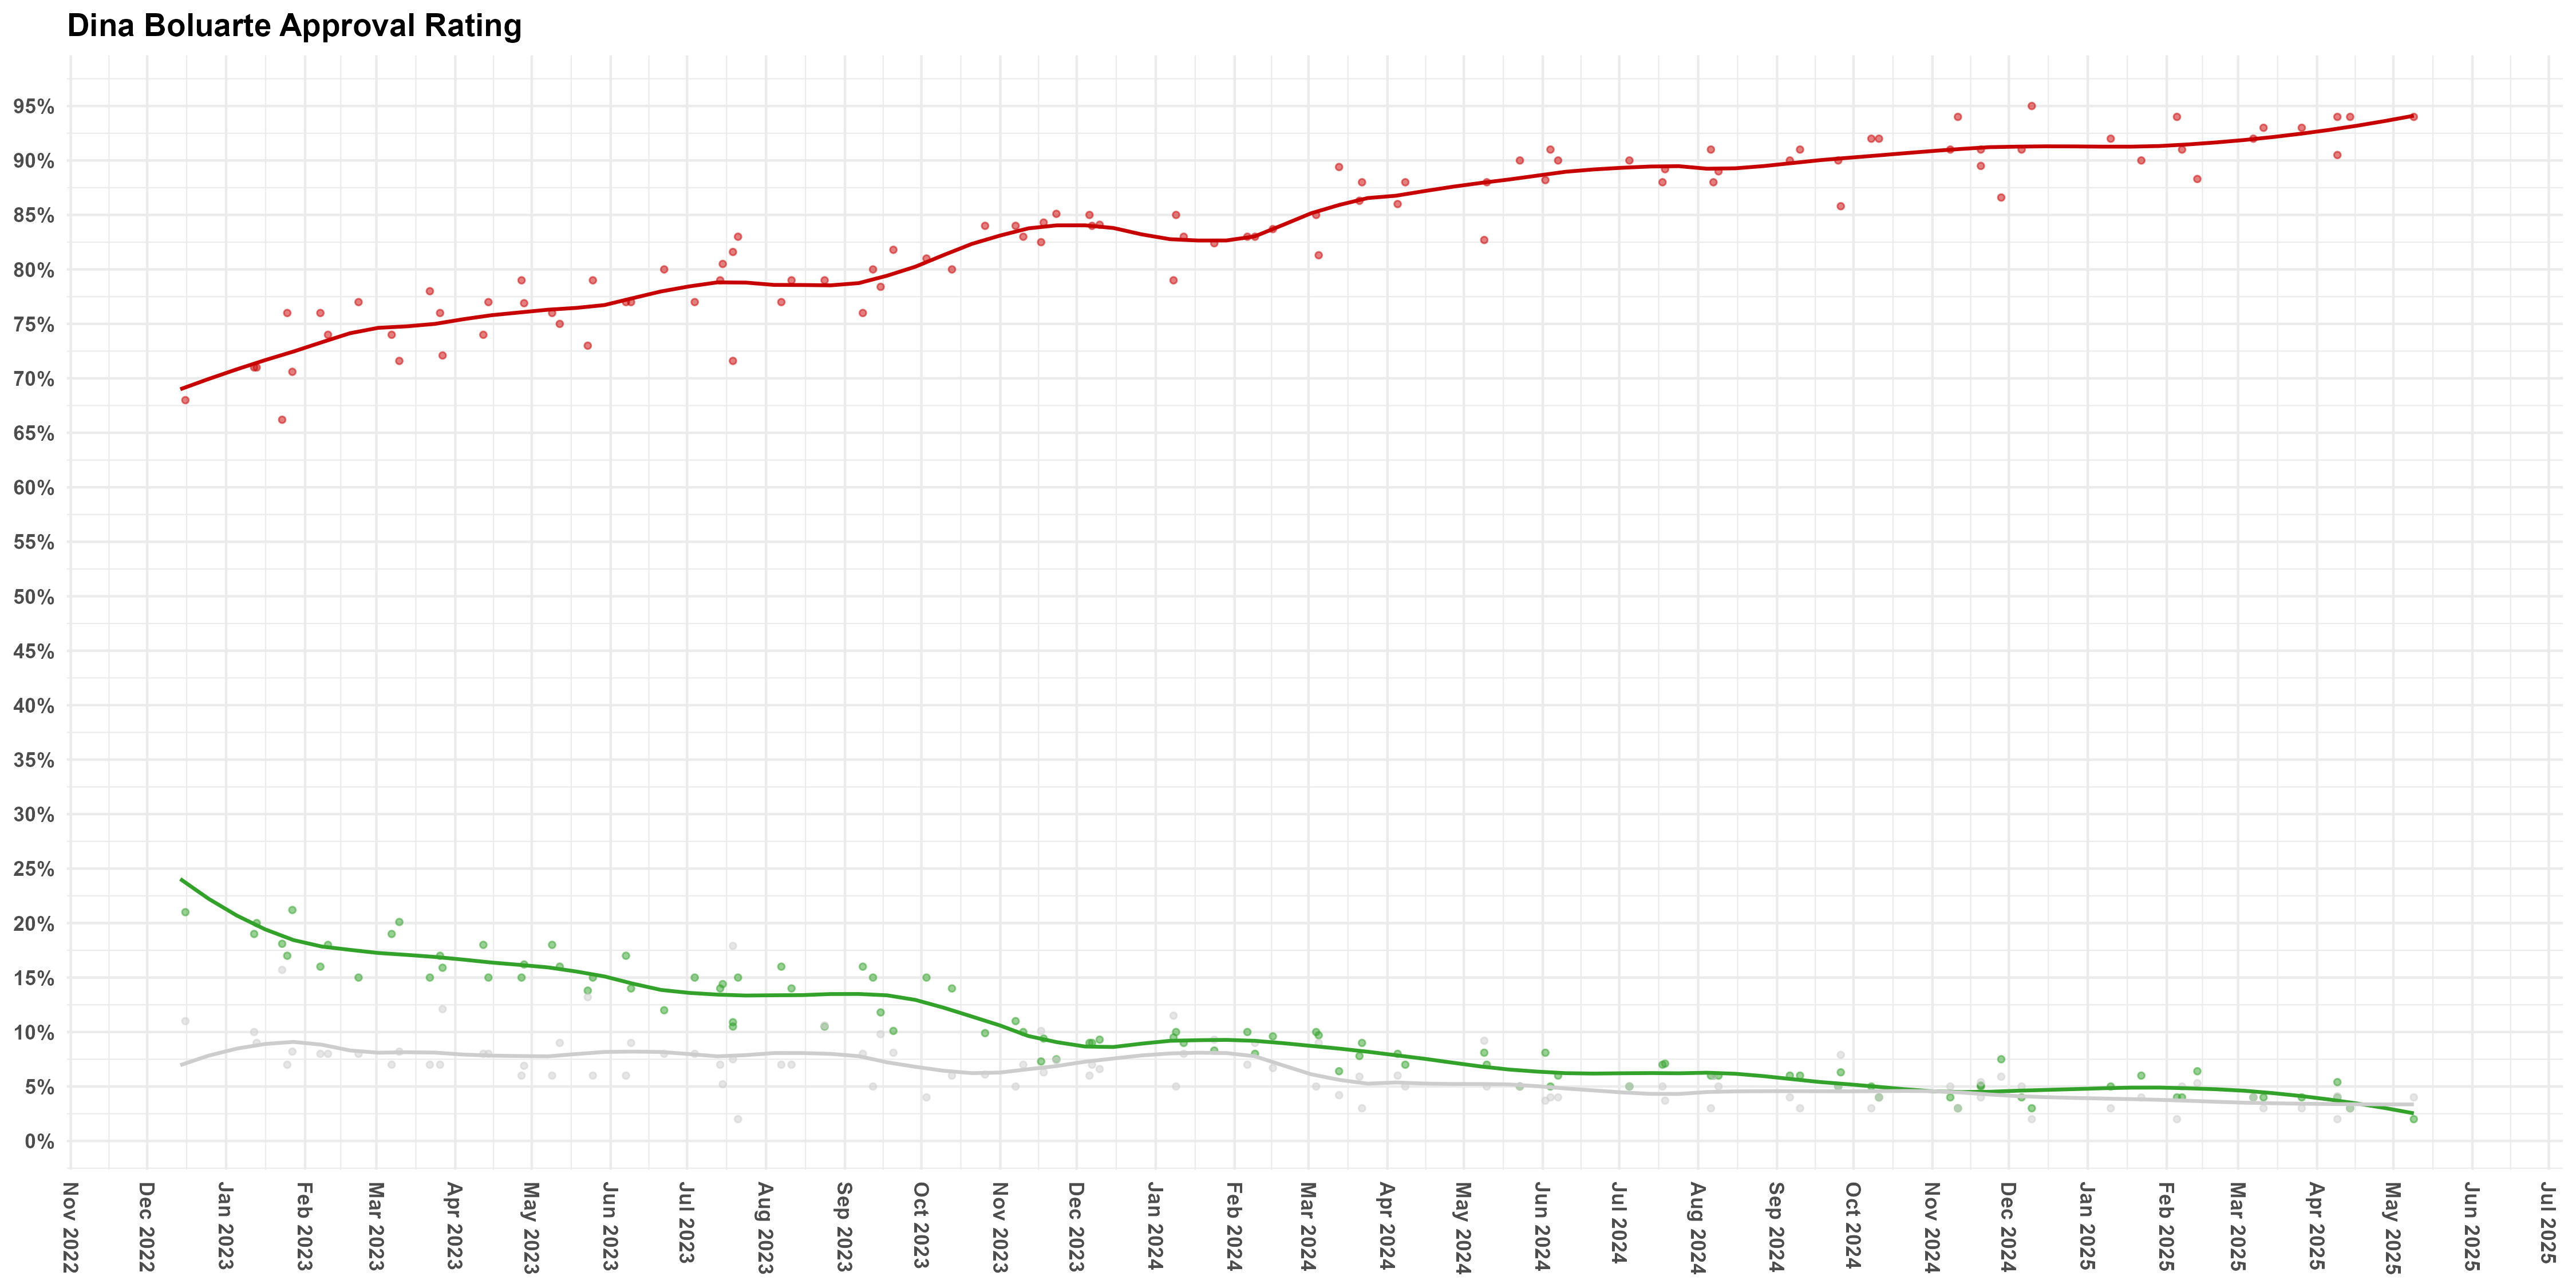 Dina Boluarte Approval Rating
95%
90%
85%
80%
75%
70%
65%
60%
55%
50%
45%
40%
35%
30%
25%
20%
15%
10%
5%
0%
Nov 2022
Dec 2022
Jan 2023
Feb 2023
Mar 2023
Apr 2023
May 2023
Jun 2023
Jul 2023
Aug 2023
Sep 2023
Oct 2023
Nov 2023
Dec 2023
Jan 2024
Feb 2024
Mar 2024
Apr 2024
May 2024
Jun 2024
Jul 2024
Aug 2024
Sep 2024
Oct 2024
Nov 2024
Dec 2024
Jan 2025
Feb 2025
Mar 2025
Apr 2025
May 2025
Jun 2025
Jul 2025